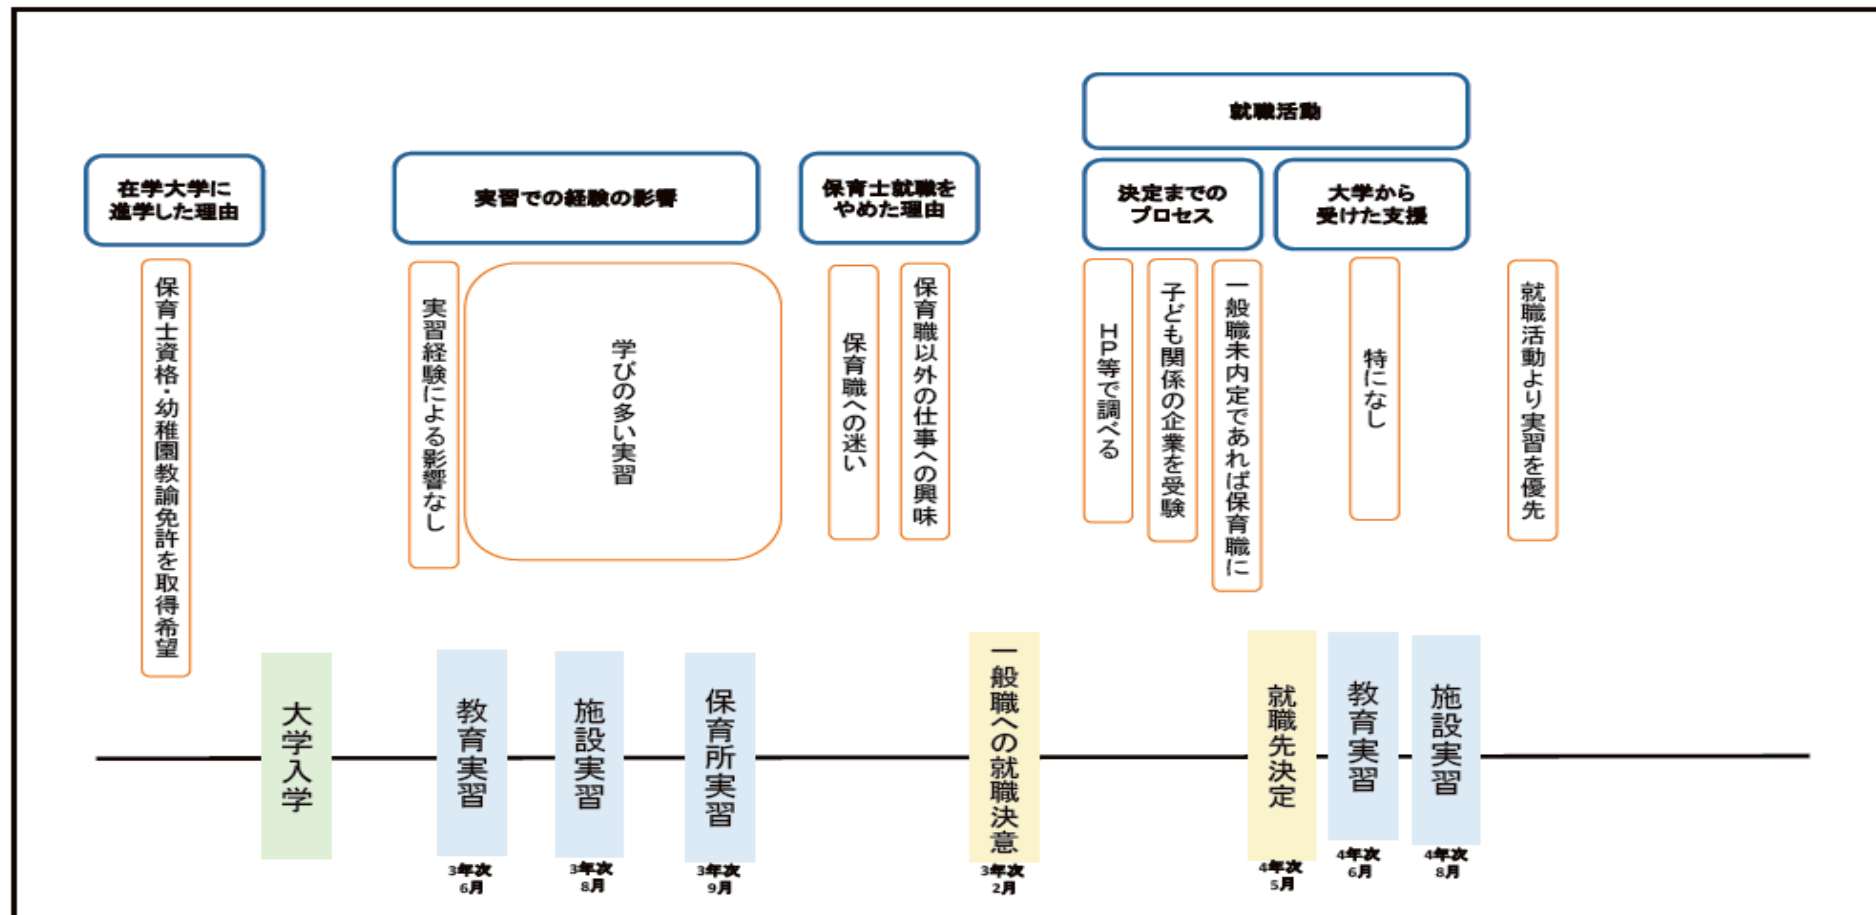 就職活動
在学大学に
進学した理由
実習での経験の影響
保育士就職を
やめた理由
決定までの
プロセス
大学から
受けた支援
保育士資格・幼稚園教諭免許を取得希望
実習経験による影響なし
学びの多い実習
保育職への迷い
保育職以外の仕事への興味
HP等で調べる
子ども関係の企業を受験
一般職未内定であれば保育職に
特になし
就職活動より実習を優先
大学入学
教育実習
施設実習
保育所実習
一般職への就職決意
就職先決定
教育実習
施設実習
3年次
6月
3年次
8月
3年次
9月
3年次
2月
4年次
5月
4年次
6月
4年次
8月